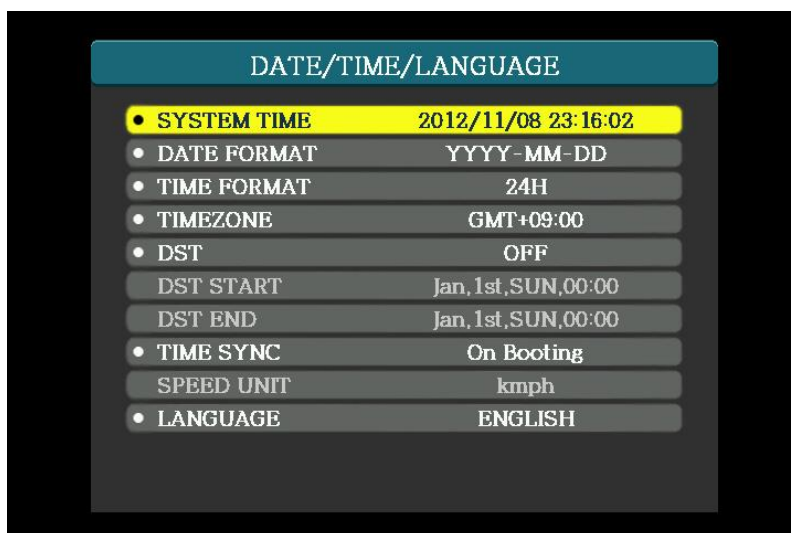 DATE/TIME/LANGUAGE
• SYSTEM TIME 2012/11/08 23:16:02
• DATE FORMAT YYYY-MM-DD
• TIME FORMAT 24H
• TIMEZONE GMT+09:00
• DST OFF
DST START Jan,1st,SUN,00:00
DST END Jan,1st,SUN,00:00
• TIME SYNC On Booting
SPEED UNIT kmph
• LANGUAGE ENGLISH